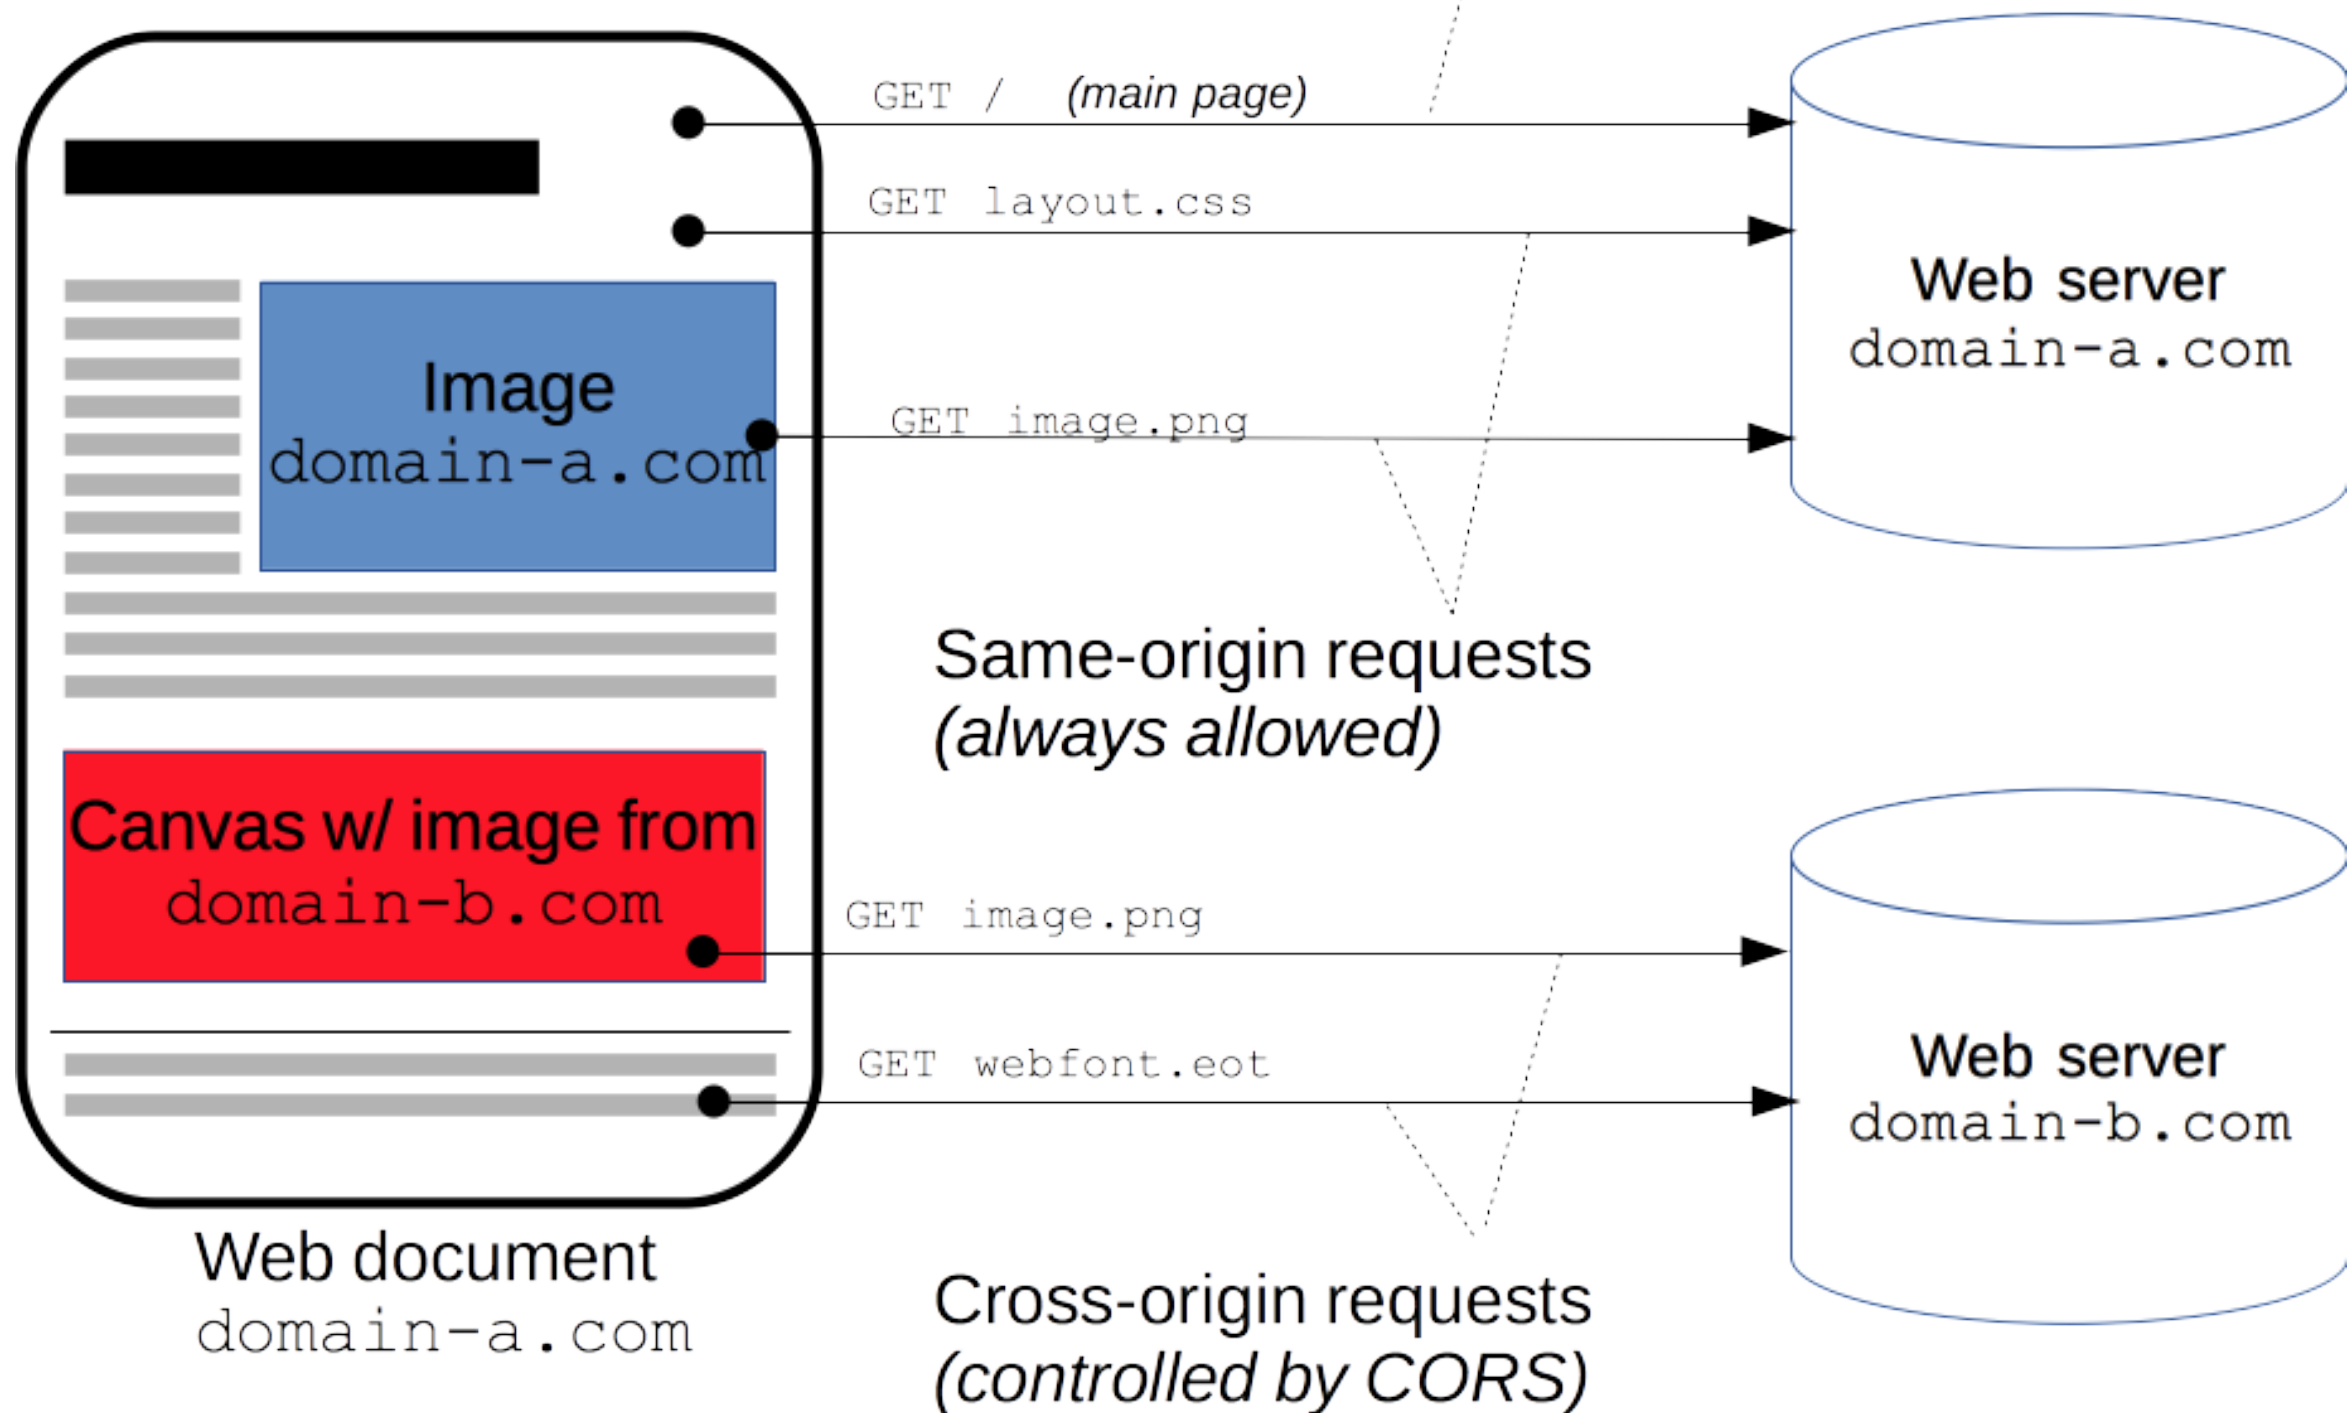 GET / (main page)
GET layout.css
Web server
domain-a.com
Image
domain-a.com
GET image.png
Same-origin requests
(always allowed)
Canvas w/ image from
domain-b.com
GET image.png
GET webfont.eot
Web server
domain-b.com
Web document
domain-a.com
Cross-origin requests
(controlled by CORS)